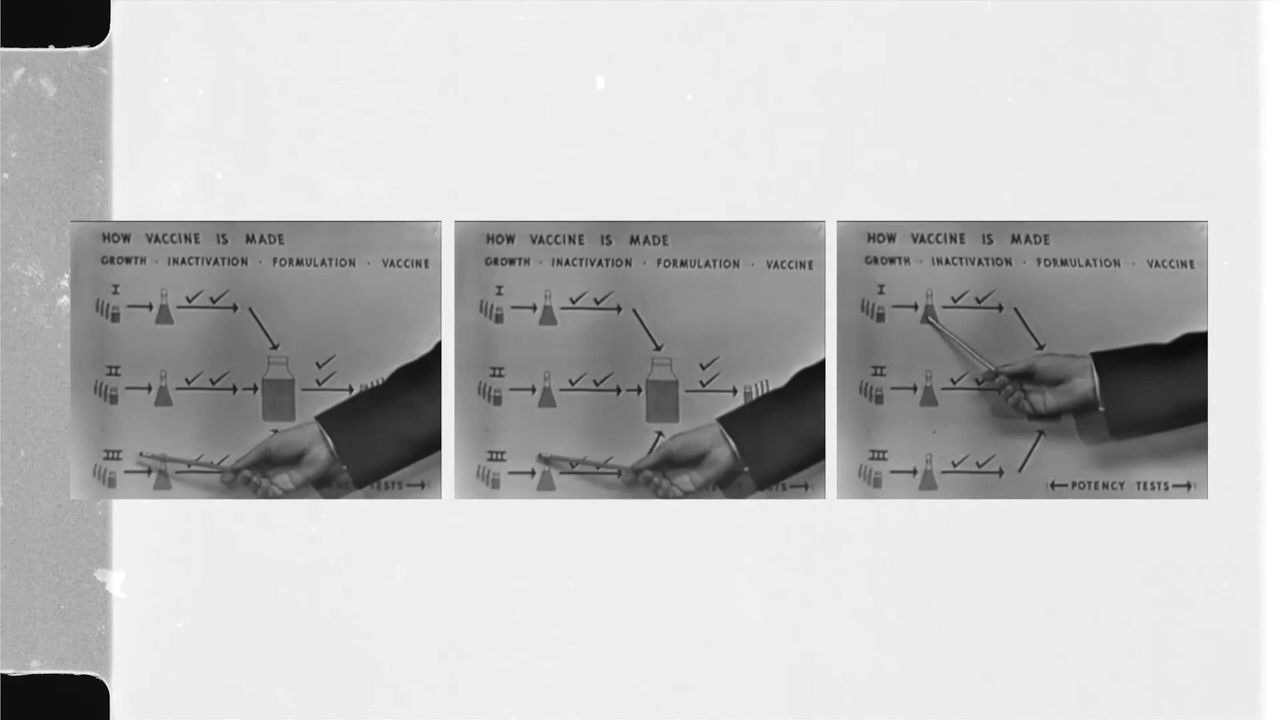 HOW VACCINE IS MADE
GROWTH · INACTIVATION · FORMULATION · VACCINE
I
II
III
HOW VACCINE IS MADE
GROWTH · INACTIVATION · FORMULATION · VACCINE
I
II
III
HOW VACCINE IS MADE
GROWTH · INACTIVATION · FORMULATION · VACCINE
I
II
III
POTENCY TESTS